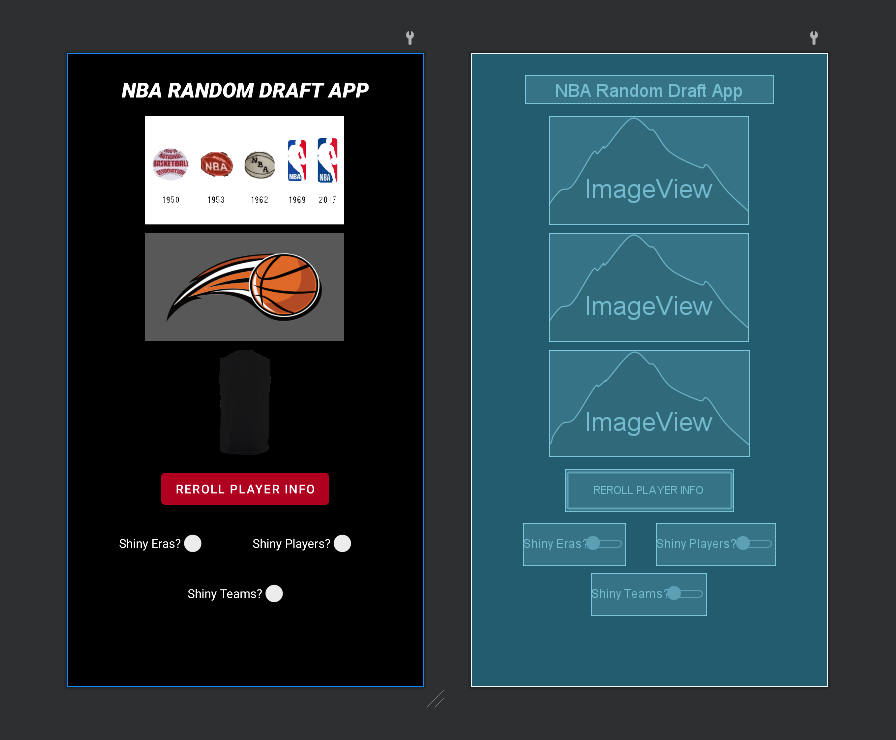 NBA RANDOM DRAFT APP
NATIONAL
BASKETBALL
ASSOCIATION
NBA
NBA
NBA
NBA
1950
1953
1962
1969
2017
REROLL PLAYER INFO
Shiny Eras?
Shiny Players?
Shiny Teams?
NBA Random Draft App
ImageView
ImageView
ImageView
REROLL PLAYER INFO
Shiny Eras?
Shiny Players?
Shiny Teams?